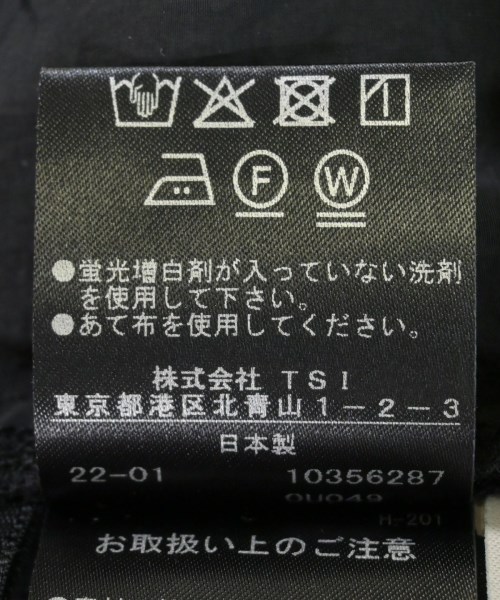 F W
●蛍光増白剤が入っていない洗剤
を使用して下さい。
●あて布を使用してください。
株式会社 TSI
東京都港区北青山1-2-3
日本製
22-01 10356287
0U049
H-201
お取扱い上のご注意